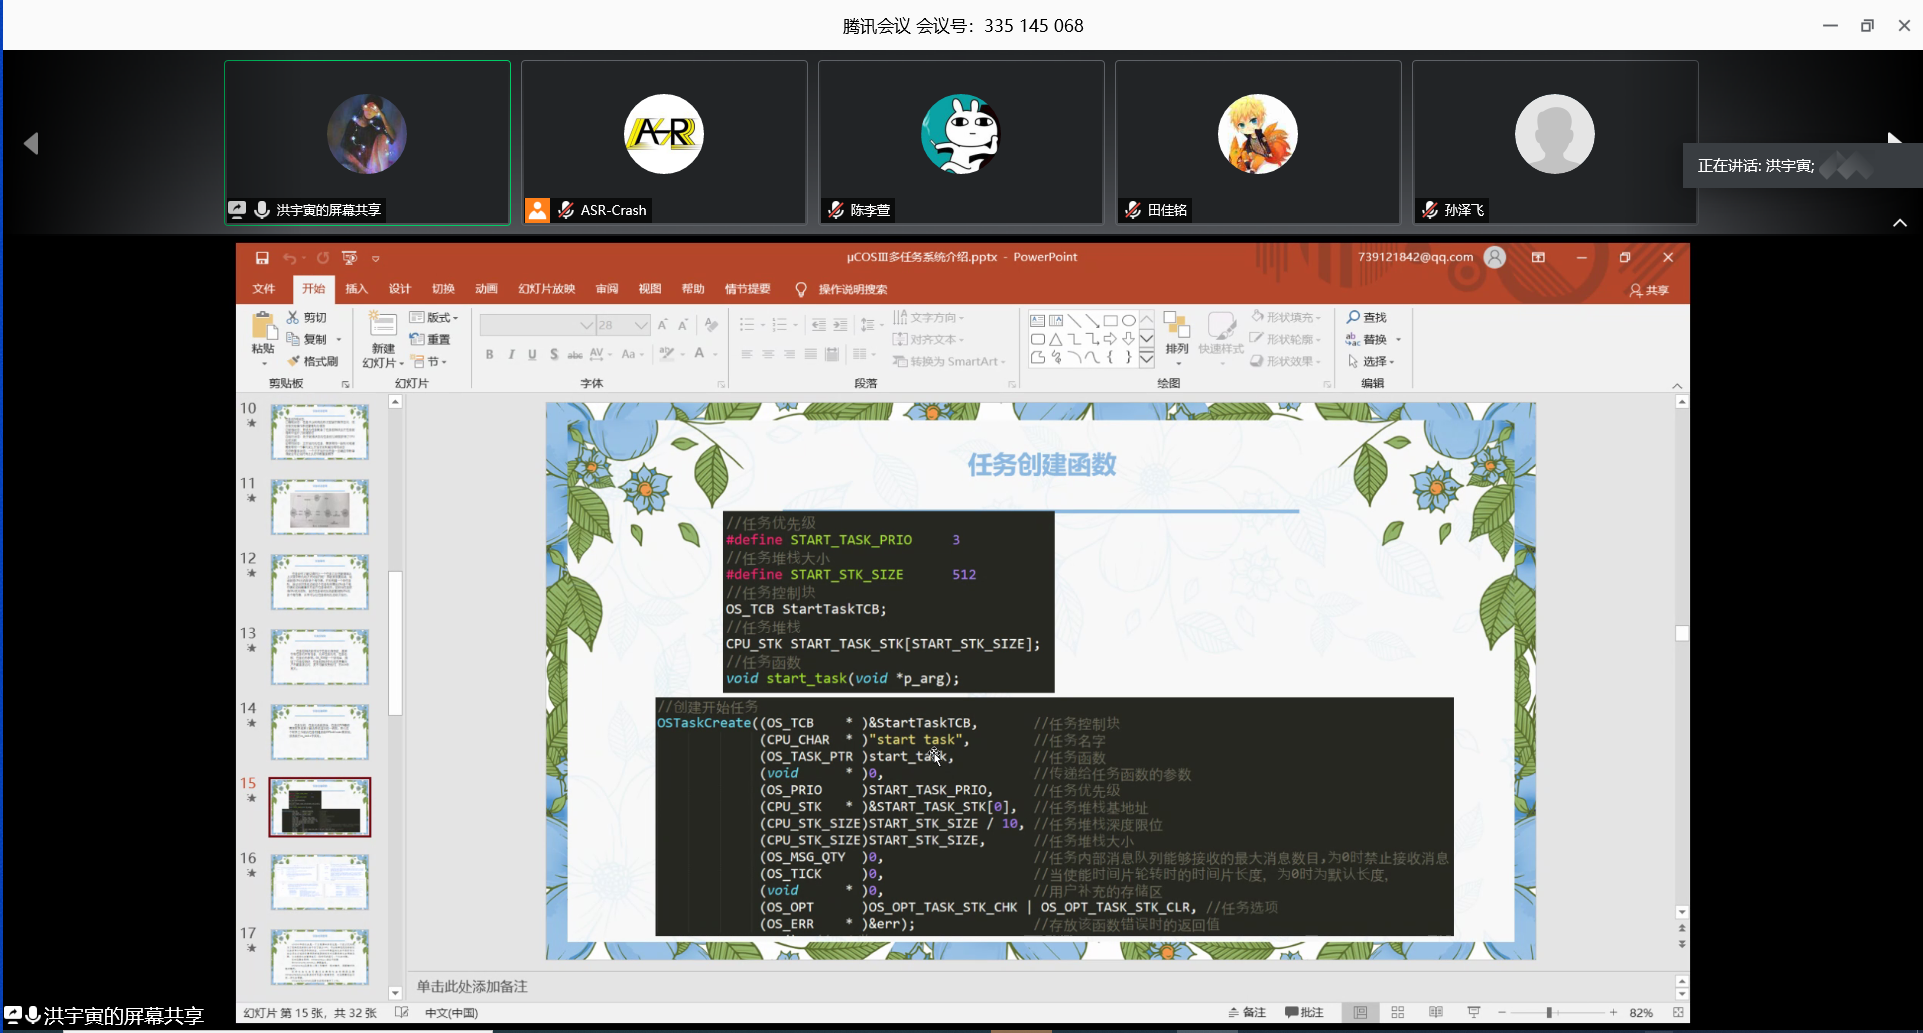 腾讯会议 会议号：335 145 068
正在讲话: 洪宇寅;
洪宇寅的屏幕共享
ASR-Crash
陈李萱
田佳铭
孙泽飞
μCOSⅢ多任务系统介绍.pptx - PowerPoint
739121842@qq.com
文件 开始 插入 设计 切换 动画 幻灯片放映 审阅 视图 帮助 情节提要 操作说明搜索 共享
粘贴 剪切 复制 格式刷
剪贴板
新建 幻灯片 版式 重置 节
幻灯片
28
字体
文字方向 对齐文本 转换为 SmartArt
段落
排列 快速样式 形状填充 形状轮廓 形状效果
绘图
查找 替换 选择
编辑
10
11
12
13
14
15
16
17
任务创建函数
//任务优先级
#define START_TASK_PRIO 3
//任务堆栈大小
#define START_STK_SIZE 512
//任务控制块
OS_TCB StartTaskTCB;
//任务堆栈
CPU_STK START_TASK_STK[START_STK_SIZE];
//任务函数
void start_task(void *p_arg);
//创建开始任务
OSTaskCreate((OS_TCB * )&StartTaskTCB, //任务控制块
(CPU_CHAR * )"start task", //任务名字
(OS_TASK_PTR )start_task, //任务函数
(void * )0, //传递给任务函数的参数
(OS_PRIO )START_TASK_PRIO, //任务优先级
(CPU_STK * )&START_TASK_STK[0], //任务堆栈基地址
(CPU_STK_SIZE)START_STK_SIZE / 10, //任务堆栈深度限位
(CPU_STK_SIZE)START_STK_SIZE, //任务堆栈大小
(OS_MSG_QTY )0, //任务内部消息队列能够接收的最大消息数目,为0时禁止接收消息
(OS_TICK )0, //当使能时间片轮转时的时间片长度，为0时为默认长度，
(void * )0, //用户补充的存储区
(OS_OPT )OS_OPT_TASK_STK_CHK | OS_OPT_TASK_STK_CLR, //任务选项
(OS_ERR * )&err); //存放该函数错误时的返回值
单击此处添加备注
洪宇寅的屏幕共享
幻灯片 第 15 张，共 32 张 中文(中国) 备注 批注 82%